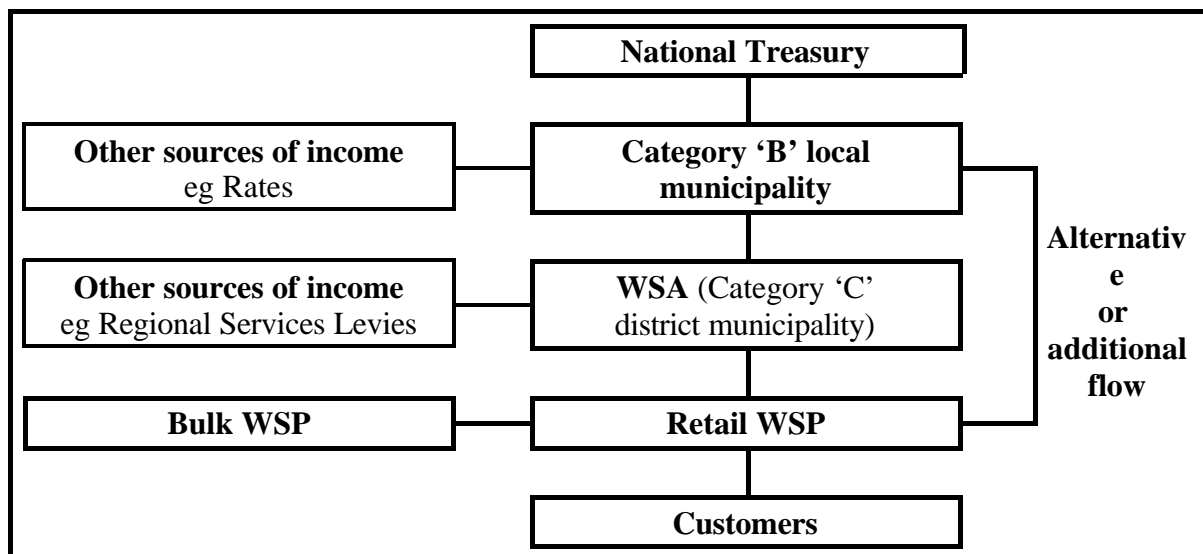 National Treasury
Other sources of income
eg Rates
Category ‘B’ local
municipality
Other sources of income
eg Regional Services Levies
WSA (Category ‘C’
district municipality)
Alternativ
e
or
additional
flow
Bulk WSP
Retail WSP
Customers